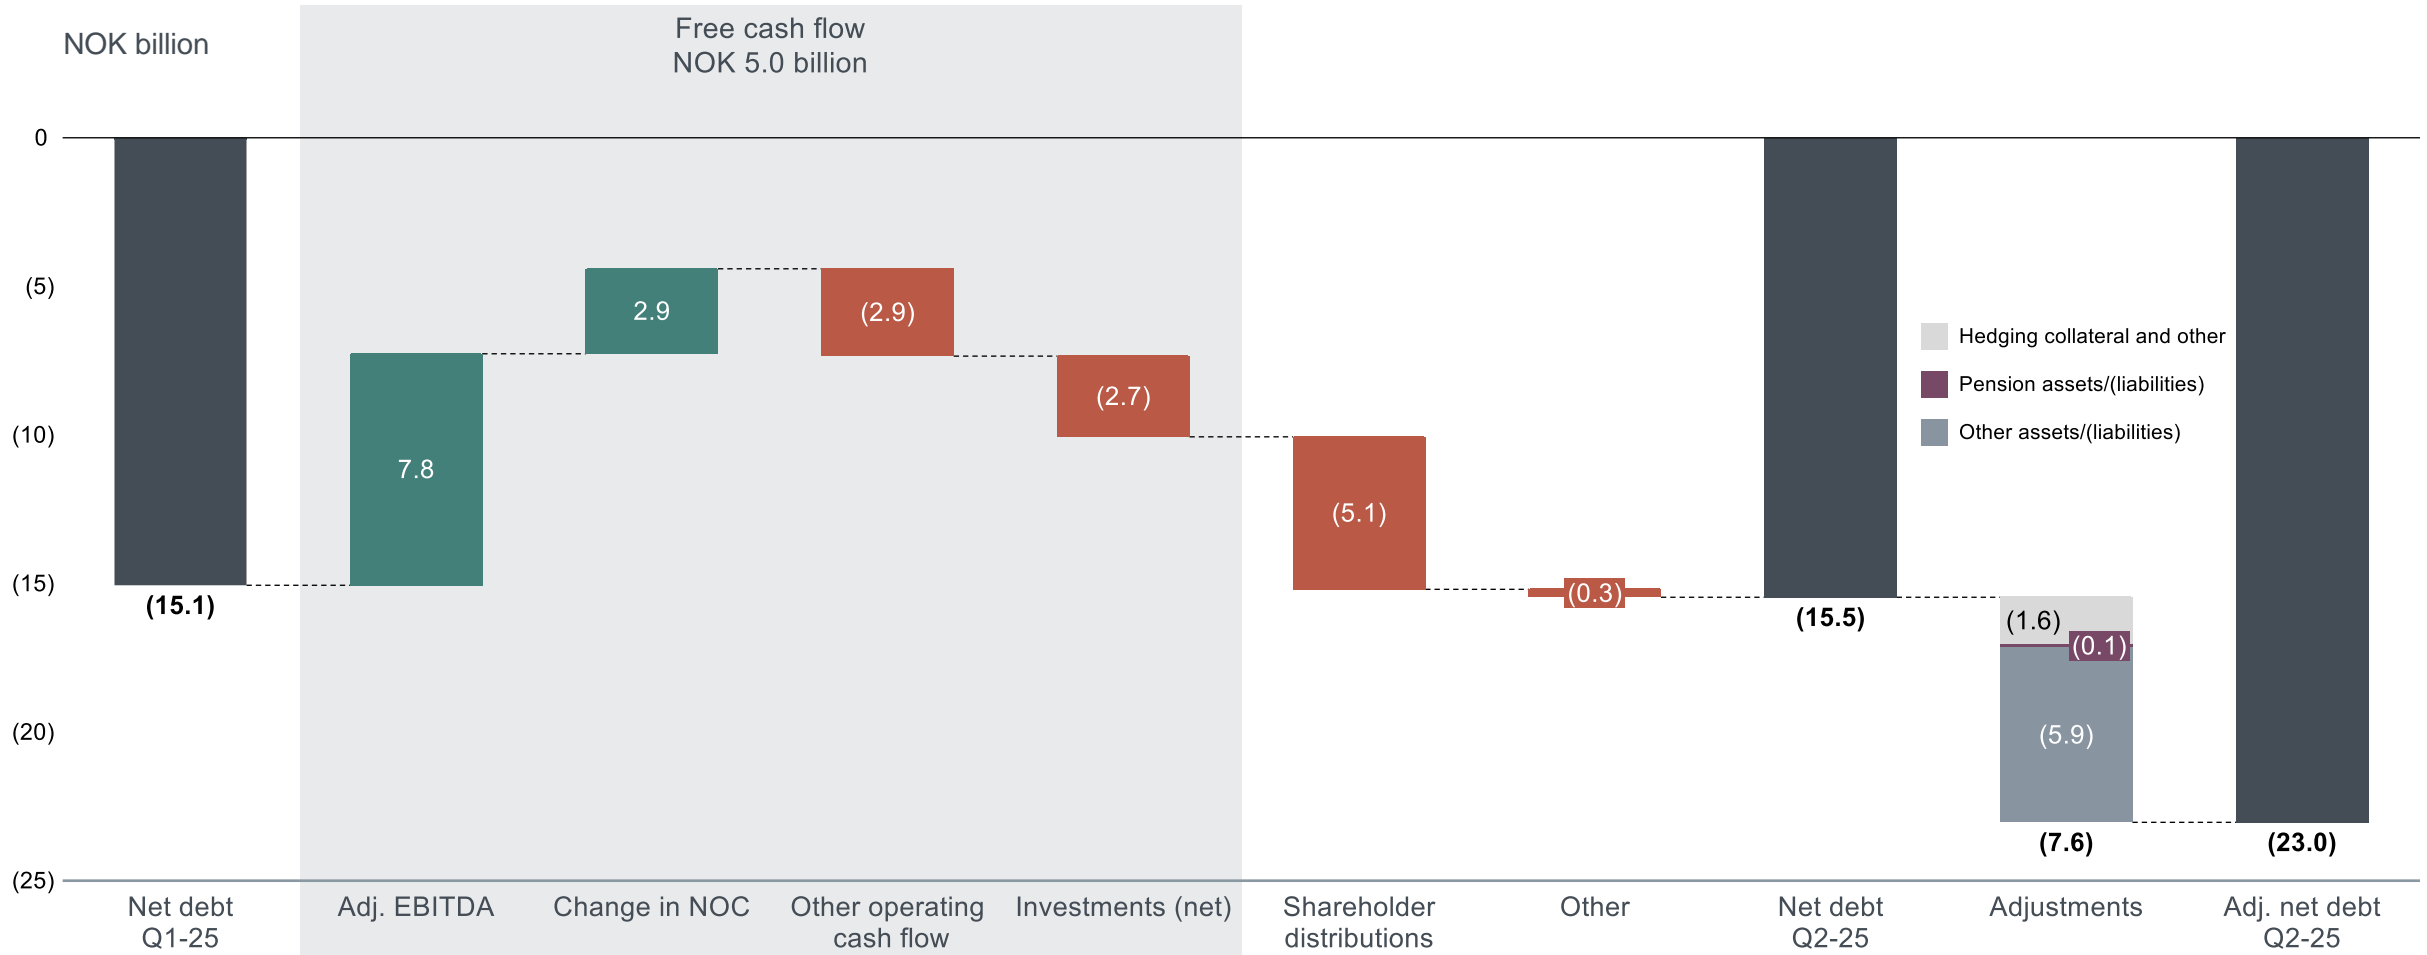 NOK billion
Free cash flow
NOK 5.0 billion
0
(5)
(10)
(15)
(20)
(25)
(15.1)
7.8
2.9
(2.9)
(2.7)
(5.1)
(0.3)
(15.5)
Hedging collateral and other
Pension assets/(liabilities)
Other assets/(liabilities)
(1.6)
(0.1)
(5.9)
(7.6)
(23.0)
Net debt
Q1-25
Adj. EBITDA
Change in NOC
Other operating
cash flow
Investments (net)
Shareholder
distributions
Other
Net debt
Q2-25
Adjustments
Adj. net debt
Q2-25